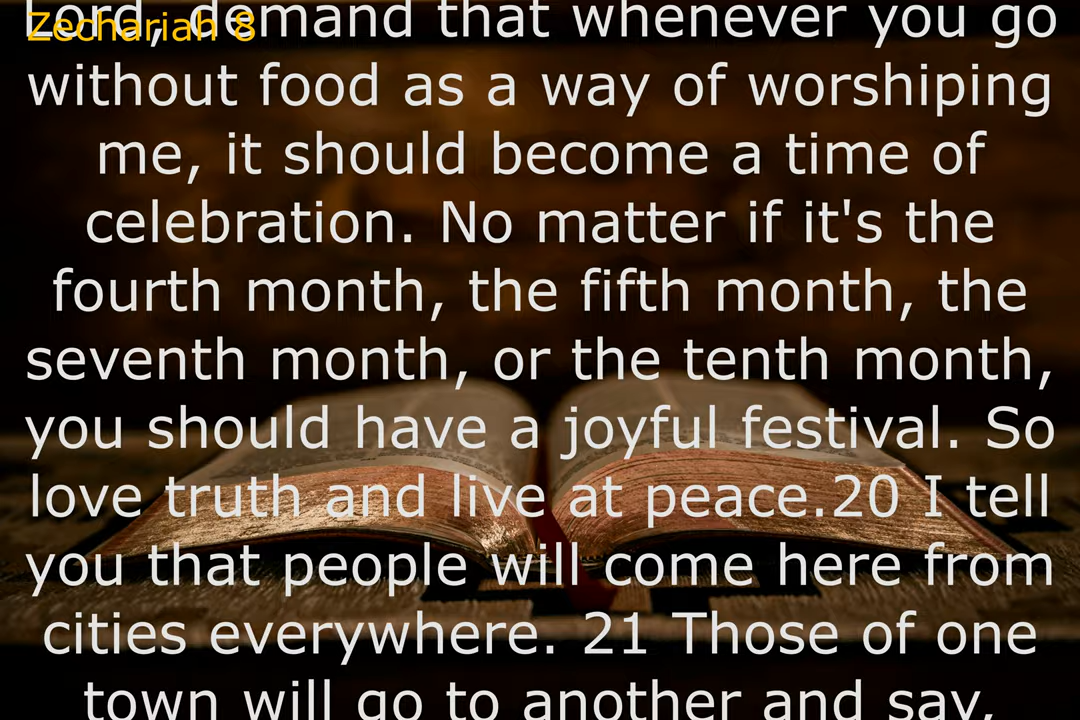 Zechariah 8
Lord, demand that whenever you go
without food as a way of worshiping
me, it should become a time of
celebration. No matter if it's the
fourth month, the fifth month, the
seventh month, or the tenth month,
you should have a joyful festival. So
love truth and live at peace.20 I tell
you that people will come here from
cities everywhere. 21 Those of one
town will go to another and say,